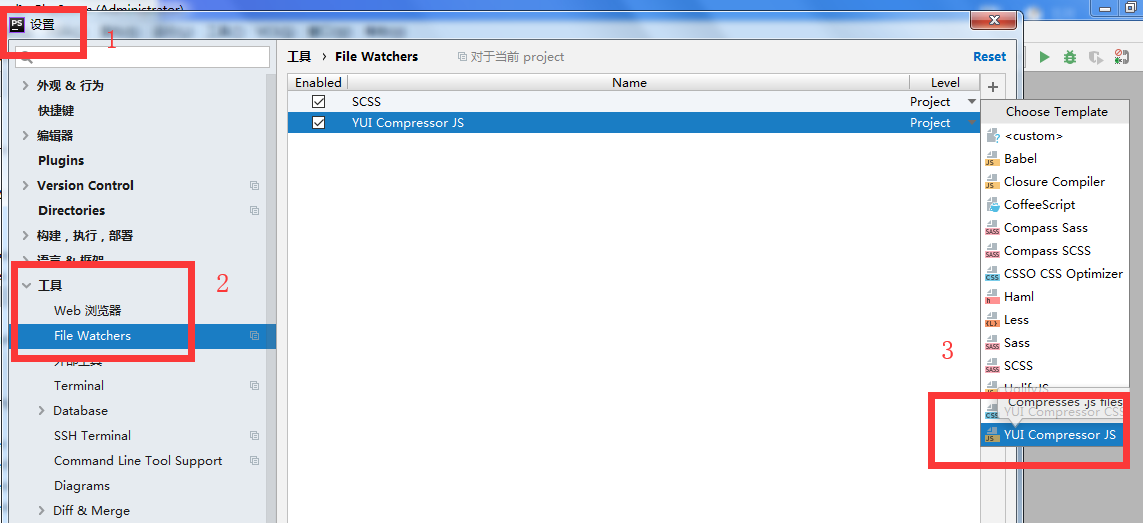 (Administrator)
设置
1
工具 › File Watchers
对于当前 project
Reset
外观 & 行为
快捷键
编辑器
Plugins
Version Control
Directories
构建，执行，部署
语言 & 框架
工具
Web 浏览器
File Watchers
外部工具
Terminal
Database
SSH Terminal
Command Line Tool Support
Diagrams
Diff & Merge
2
Enabled Name Level
SCSS Project
YUI Compressor JS Project
Choose Template
<custom>
Babel
Closure Compiler
CoffeeScript
Compass Sass
Compass SCSS
CSSO CSS Optimizer
Haml
Less
Sass
SCSS
UglifyJS
Compresses .js files
YUI Compressor CSS
YUI Compressor JS
3